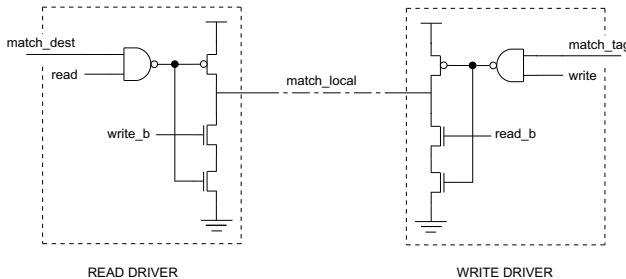 match_dest
read
write_b
match_local
match_tag
write
read_b
READ DRIVER
WRITE DRIVER